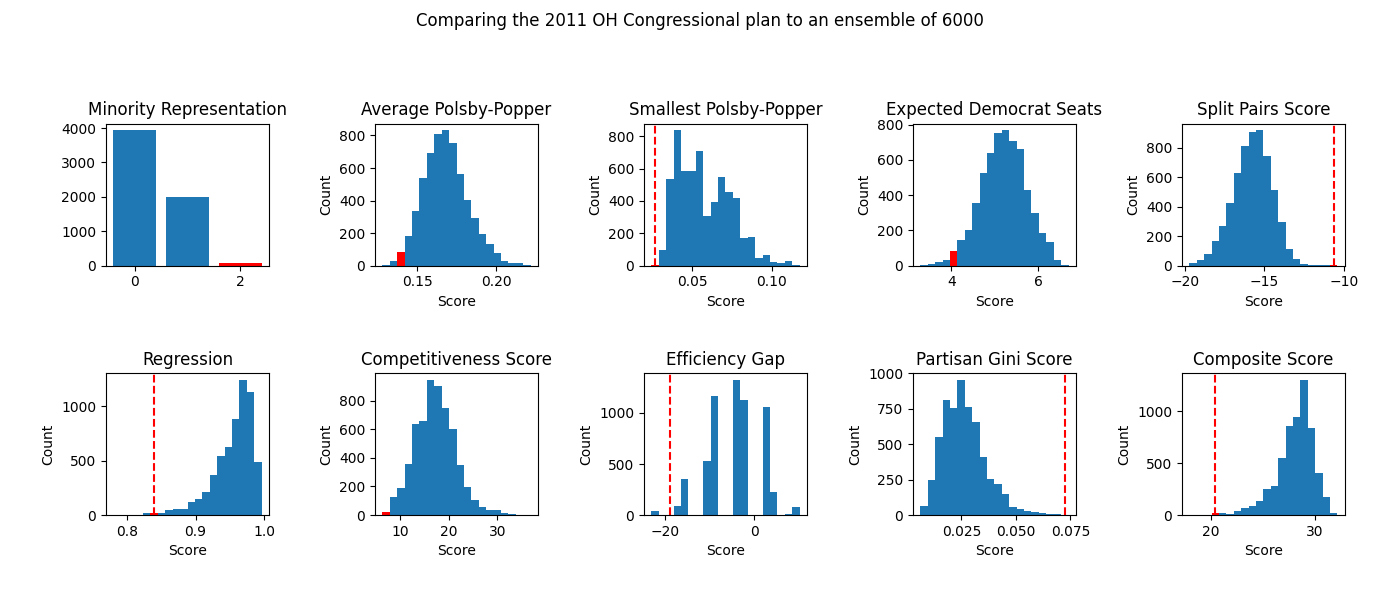 Comparing the 2011 OH Congressional plan to an ensemble of 6000
Minority Representation
4000
3000
2000
1000
0
0 2
Average Polsby-Popper
800
600
400
200
0
Count
0.15 0.20
Score
Smallest Polsby-Popper
800
600
400
200
0
Count
0.05 0.10
Score
Expected Democrat Seats
800
600
400
200
0
Count
4 6
Score
Split Pairs Score
800
600
400
200
0
Count
−20 −15 −10
Score
Regression
1000
500
0
Count
0.8 0.9 1.0
Score
Competitiveness Score
800
600
400
200
0
Count
10 20 30
Score
Efficiency Gap
1000
500
0
Count
−20 0
Score
Partisan Gini Score
1000
750
500
250
0
Count
0.025 0.050 0.075
Score
Composite Score
1000
500
0
Count
20 30
Score